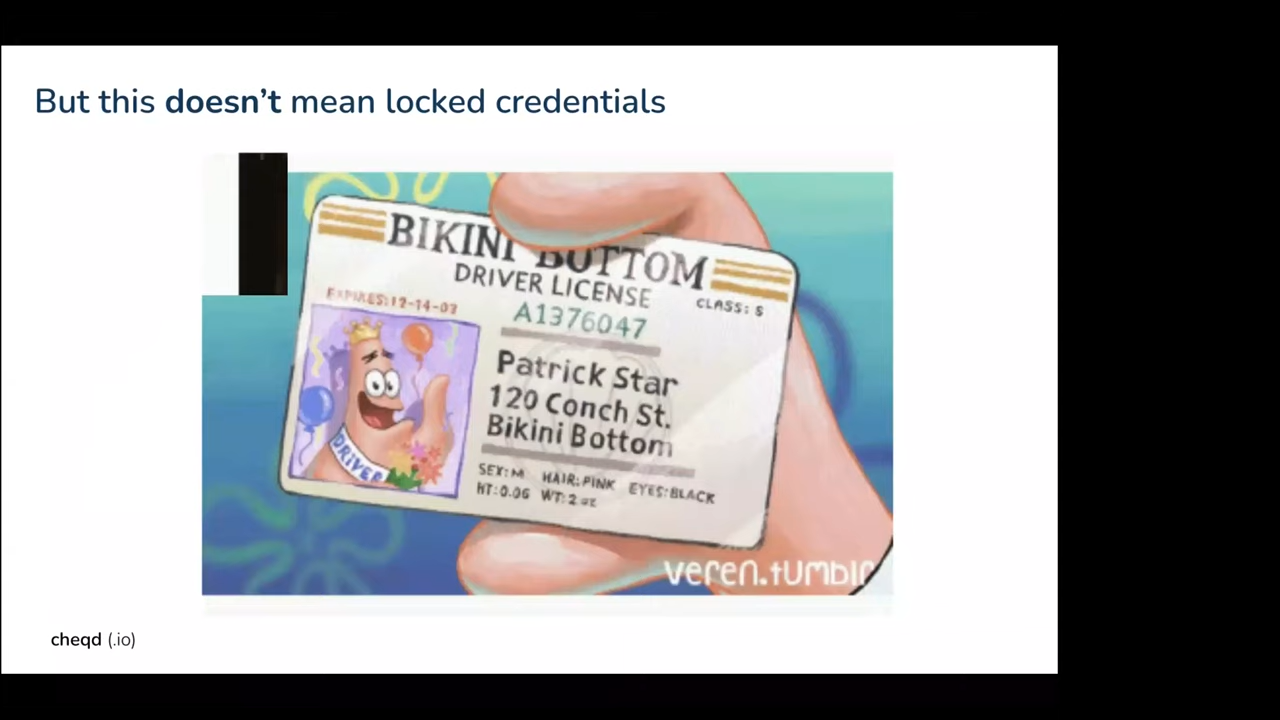 But this doesn't mean locked credentials
BIKINI BOTTOM
DRIVER LICENSE
CLASS: S
EXPIRES:12-14-03
A1376047
Patrick Star
120 Conch St.
Bikini Bottom
SEX:M HAIR:PINK EYES:BLACK
HT:0.06 WT:2 oz
DRIVER
veren.tumblr
cheqd (.io)